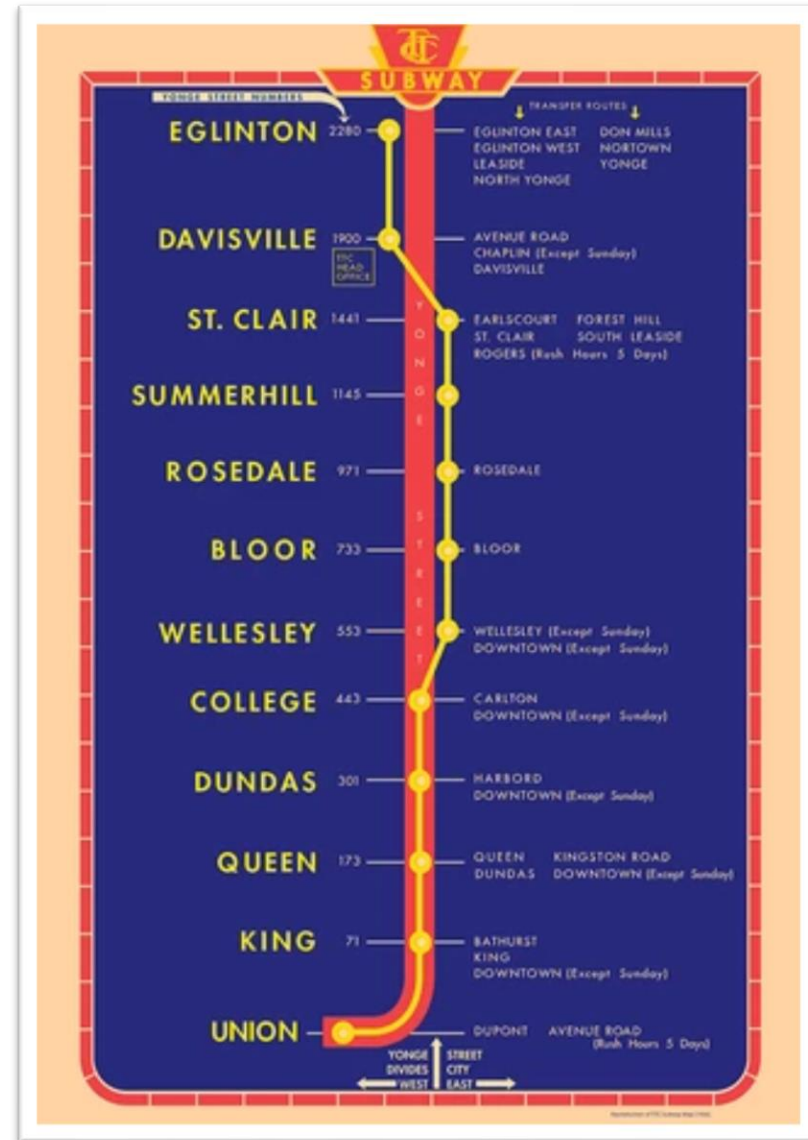 TTC
SUBWAY
YONGE STREET NUMBERS
TRANSFER ROUTES
EGLINTON 2280 EGLINTON EAST DON MILLS
EGLINTON WEST NORTOWN
LEASIDE YONGE
NORTH YONGE
DAVISVILLE 1900 AVENUE ROAD
TTC HEAD OFFICE CHAPLIN (Except Sunday)
DAVISVILLE
ST. CLAIR 1441 EARLSCOURT FOREST HILL
ST. CLAIR SOUTH LEASIDE
ROGERS (Rush Hours 5 Days)
SUMMERHILL 1145
ROSEDALE 971 ROSEDALE
BLOOR 733 BLOOR
WELLESLEY 553 WELLESLEY (Except Sunday)
DOWNTOWN (Except Sunday)
YONGE STREET
COLLEGE 443 CARLTON
DOWNTOWN (Except Sunday)
DUNDAS 301 HARBORD
DOWNTOWN (Except Sunday)
QUEEN 173 QUEEN KINGSTON ROAD
DUNDAS DOWNTOWN (Except Sunday)
KING 71 BATHURST
KING
DOWNTOWN (Except Sunday)
UNION DUPONT AVENUE ROAD
(Rush Hours 5 Days)
YONGE STREET
DIVIDES CITY
WEST EAST